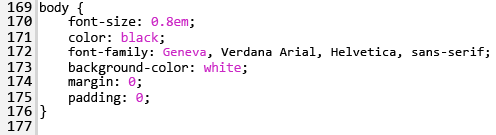 169 body {
170 font-size: 0.8em;
171 color: black;
172 font-family: Geneva, Verdana Arial, Helvetica, sans-serif;
173 background-color: white;
174 margin: 0;
175 padding: 0;
176 }
177